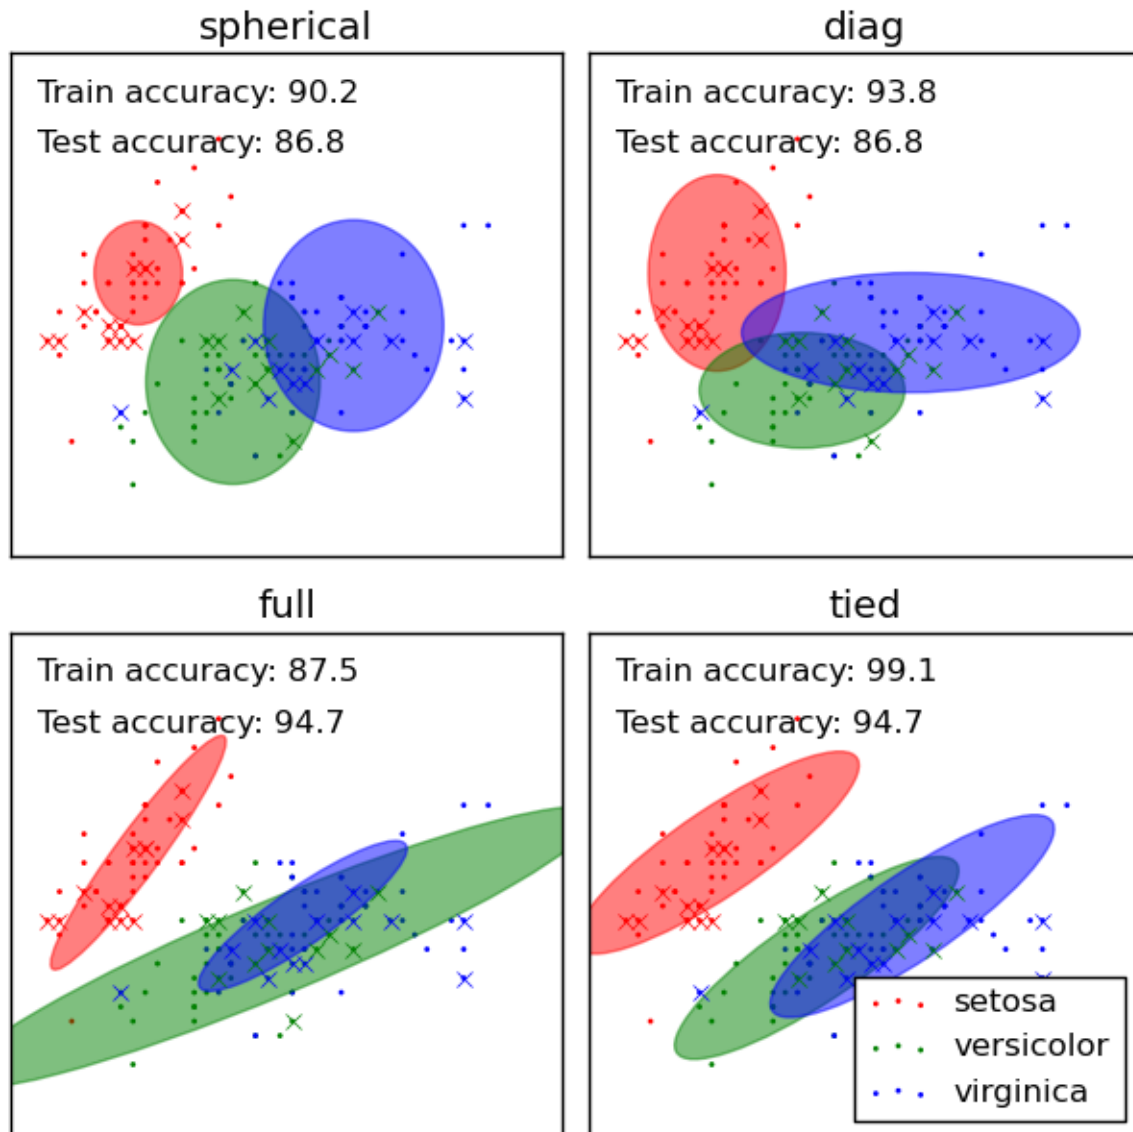 spherical
Train accuracy: 90.2
Test accuracy: 86.8
diag
Train accuracy: 93.8
Test accuracy: 86.8
full
Train accuracy: 87.5
Test accuracy: 94.7
tied
Train accuracy: 99.1
Test accuracy: 94.7
setosa
versicolor
virginica